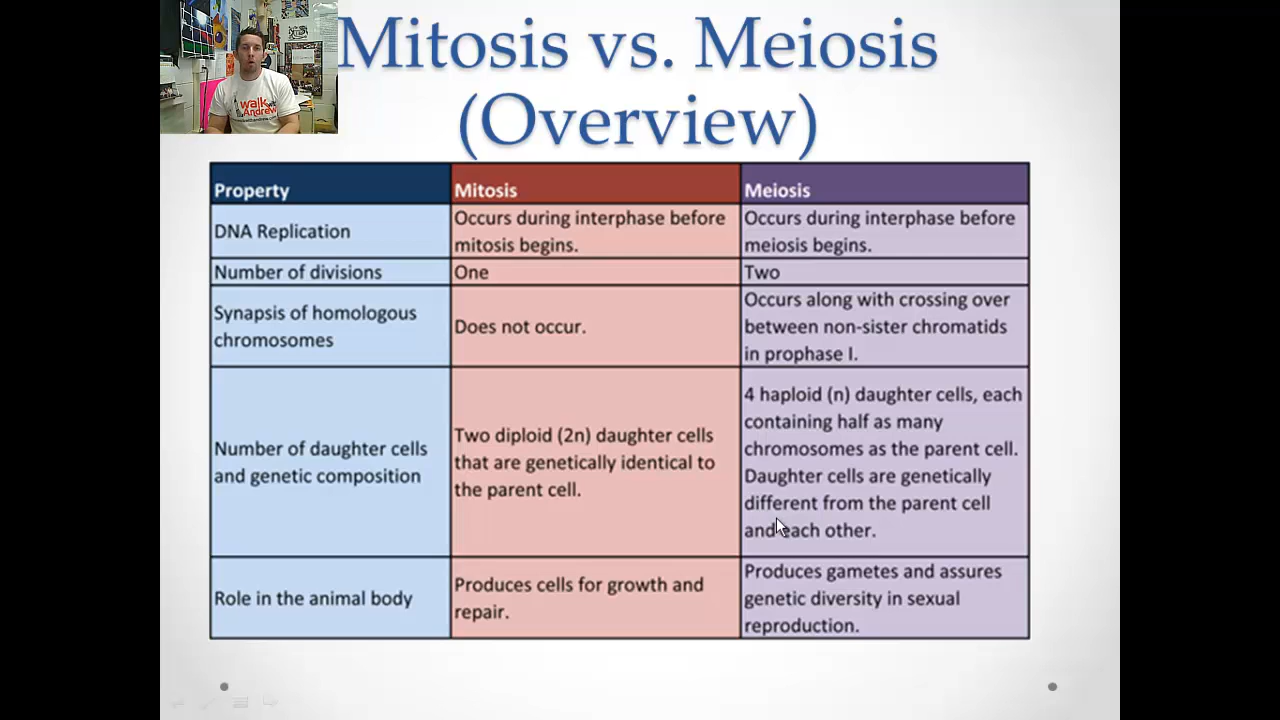 Mitosis vs. Meiosis
(Overview)
walk
Andrew
Property
Mitosis
Meiosis
DNA Replication
Occurs during interphase before
mitosis begins.
Occurs during interphase before
meiosis begins.
Number of divisions
One
Two
Synapsis of homologous
chromosomes
Does not occur.
Occurs along with crossing over
between non-sister chromatids
in prophase I.
Number of daughter cells
and genetic composition
Two diploid (2n) daughter cells
that are genetically identical to
the parent cell.
4 haploid (n) daughter cells, each
containing half as many
chromosomes as the parent cell.
Daughter cells are genetically
different from the parent cell
and each other.
Role in the animal body
Produces cells for growth and
repair.
Produces gametes and assures
genetic diversity in sexual
reproduction.